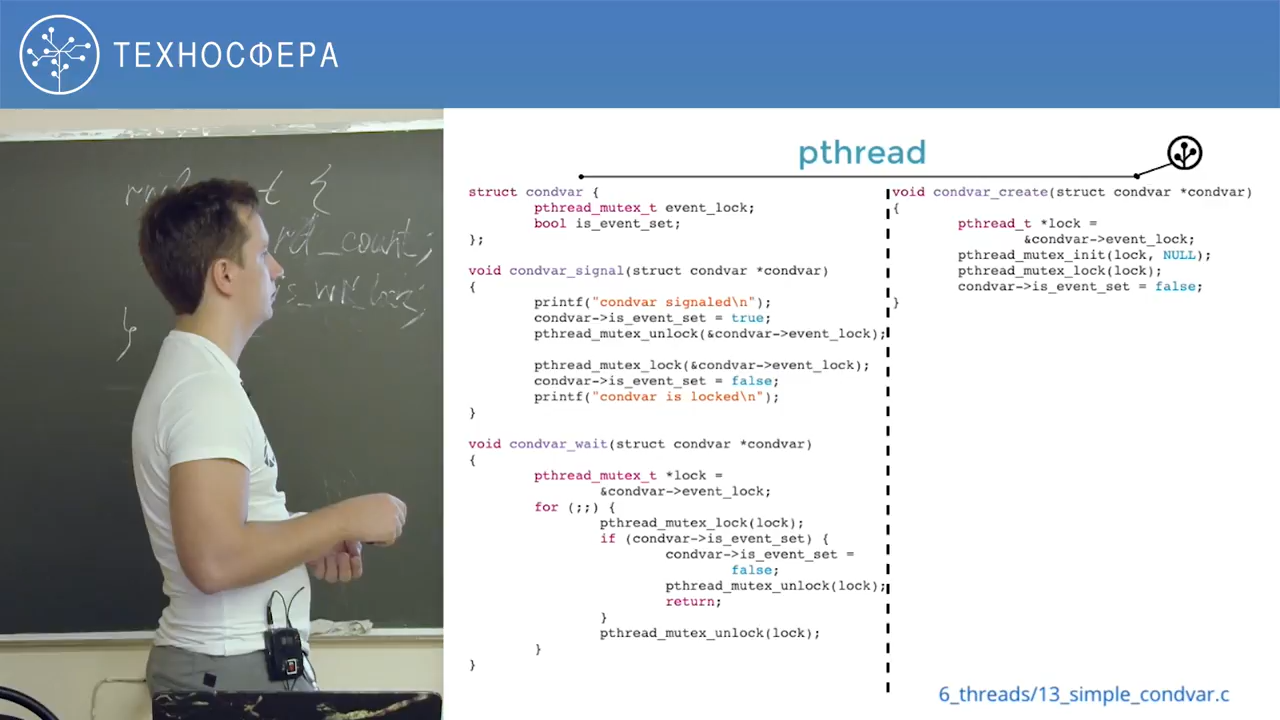 ТЕХНОСФЕРА
pthread
struct condvar {
pthread_mutex_t event_lock;
bool is_event_set;
};
void condvar_signal(struct condvar *condvar)
{
printf("condvar signaled\n");
condvar->is_event_set = true;
pthread_mutex_unlock(&condvar->event_lock);
pthread_mutex_lock(&condvar->event_lock);
condvar->is_event_set = false;
printf("condvar is locked\n");
}
void condvar_wait(struct condvar *condvar)
{
pthread_mutex_t *lock =
&condvar->event_lock;
for (;;) {
pthread_mutex_lock(lock);
if (condvar->is_event_set) {
condvar->is_event_set =
false;
pthread_mutex_unlock(lock);
return;
}
pthread_mutex_unlock(lock);
}
}
void condvar_create(struct condvar *condvar)
{
pthread_t *lock =
&condvar->event_lock;
pthread_mutex_init(lock, NULL);
pthread_mutex_lock(lock);
condvar->is_event_set = false;
}
6_threads/13_simple_condvar.c
{
rd_count;
}